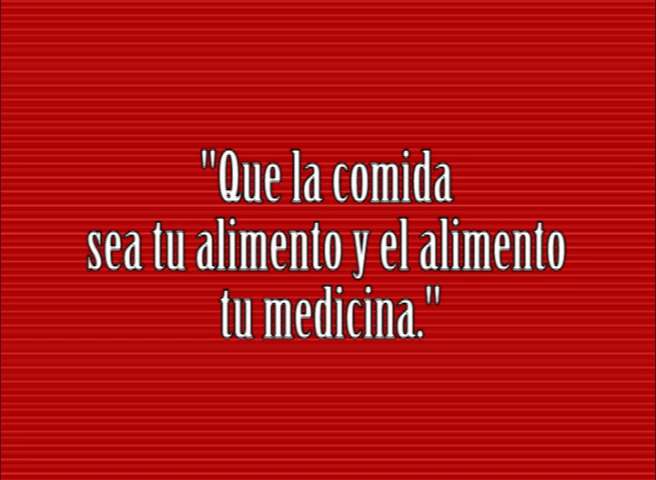 "Que la comida
sea tu alimento y el alimento
tu medicina."